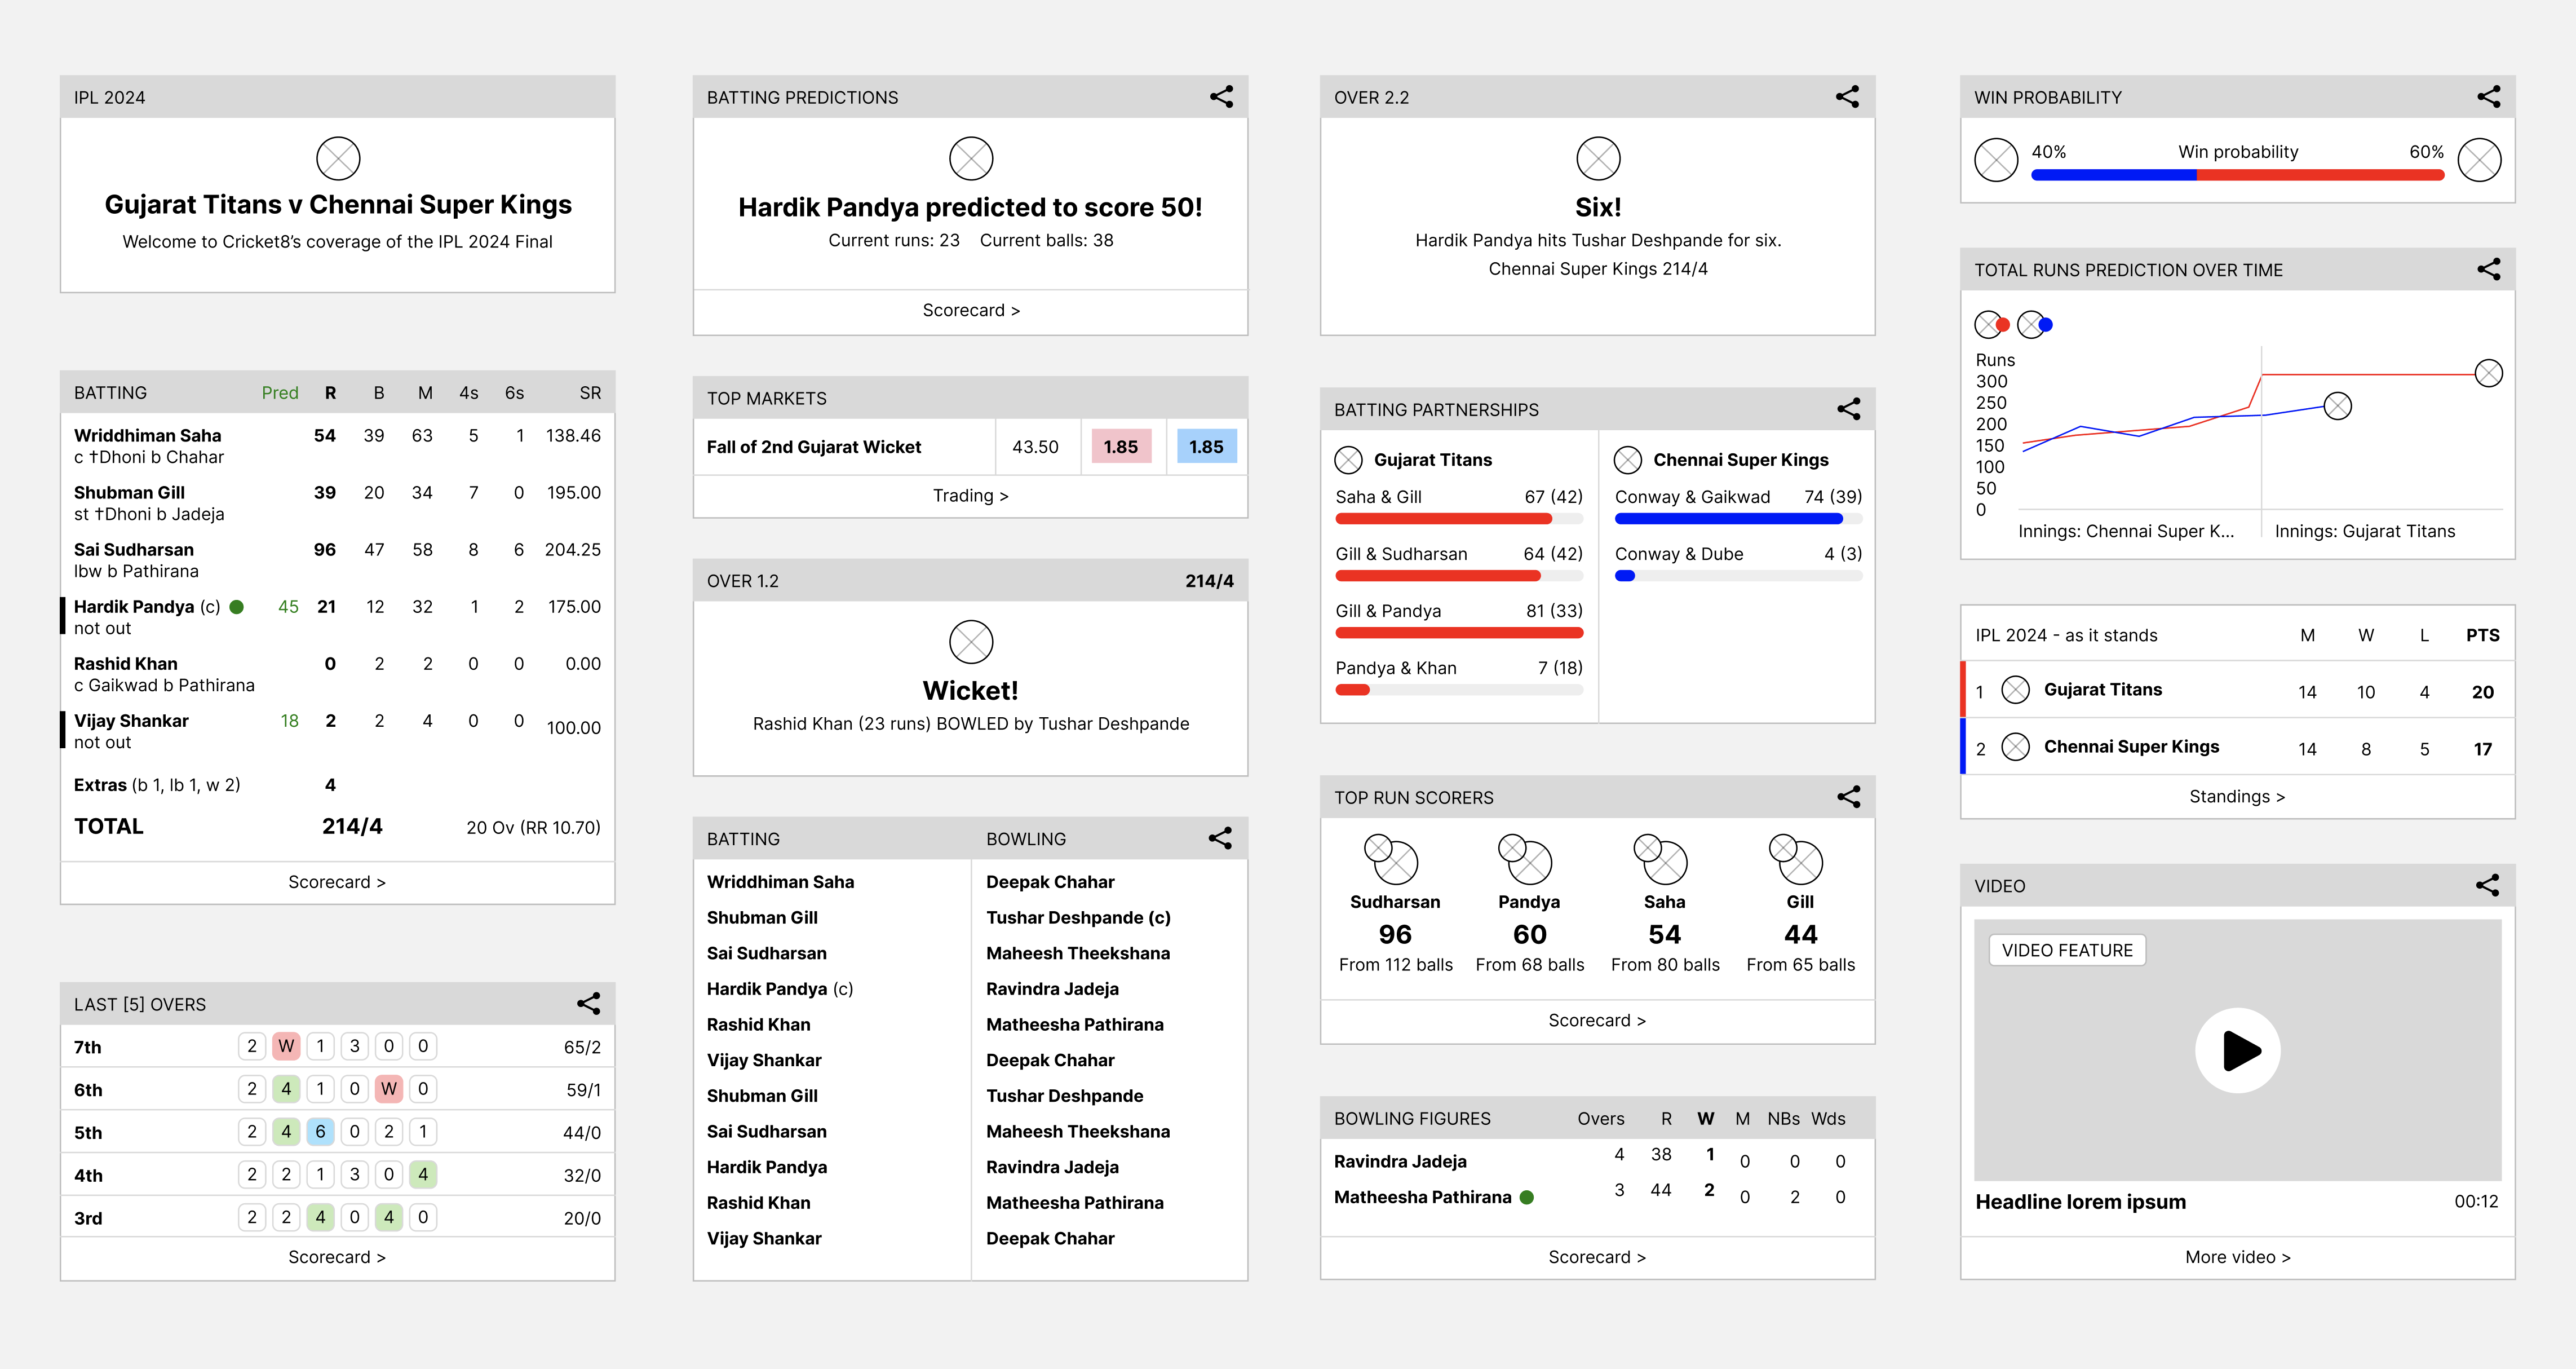 IPL 2024
Gujarat Titans v Chennai Super Kings
Welcome to Cricket8’s coverage of the IPL 2024 Final
BATTING Pred R B M 4s 6s SR
Wriddhiman Saha 54 39 63 5 1 138.46
c †Dhoni b Chahar
Shubman Gill 39 20 34 7 0 195.00
st †Dhoni b Jadeja
Sai Sudharsan 96 47 58 8 6 204.25
lbw b Pathirana
Hardik Pandya (c) 45 21 12 32 1 2 175.00
not out
Rashid Khan 0 2 2 0 0 0.00
c Gaikwad b Pathirana
Vijay Shankar 18 2 2 4 0 0 100.00
not out
Extras (b 1, lb 1, w 2) 4
TOTAL 214/4 20 Ov (RR 10.70)
Scorecard >
LAST [5] OVERS
7th 2 W 1 3 0 0 65/2
6th 2 4 1 0 W 0 59/1
5th 2 4 6 0 2 1 44/0
4th 2 2 1 3 0 4 32/0
3rd 2 2 4 0 4 0 20/0
Scorecard >
BATTING PREDICTIONS
Hardik Pandya predicted to score 50!
Current runs: 23 Current balls: 38
Scorecard >
TOP MARKETS
Fall of 2nd Gujarat Wicket 43.50 1.85 1.85
Trading >
OVER 1.2 214/4
Wicket!
Rashid Khan (23 runs) BOWLED by Tushar Deshpande
BATTING BOWLING
Wriddhiman Saha Deepak Chahar
Shubman Gill Tushar Deshpande (c)
Sai Sudharsan Maheesh Theekshana
Hardik Pandya (c) Ravindra Jadeja
Rashid Khan Matheesha Pathirana
Vijay Shankar Deepak Chahar
Shubman Gill Tushar Deshpande
Sai Sudharsan Maheesh Theekshana
Hardik Pandya Ravindra Jadeja
Rashid Khan Matheesha Pathirana
Vijay Shankar Deepak Chahar
OVER 2.2
Six!
Hardik Pandya hits Tushar Deshpande for six.
Chennai Super Kings 214/4
BATTING PARTNERSHIPS
Gujarat Titans Chennai Super Kings
Saha & Gill 67 (42) Conway & Gaikwad 74 (39)
Gill & Sudharsan 64 (42) Conway & Dube 4 (3)
Gill & Pandya 81 (33)
Pandya & Khan 7 (18)
TOP RUN SCORERS
Sudharsan Pandya Saha Gill
96 60 54 44
From 112 balls From 68 balls From 80 balls From 65 balls
Scorecard >
BOWLING FIGURES Overs R W M NBs Wds
Ravindra Jadeja 4 38 1 0 0 0
Matheesha Pathirana 3 44 2 0 2 0
Scorecard >
WIN PROBABILITY
40% Win probability 60%
TOTAL RUNS PREDICTION OVER TIME
Runs
300
250
200
150
100
50
0
Innings: Chennai Super K... Innings: Gujarat Titans
IPL 2024 - as it stands M W L PTS
1 Gujarat Titans 14 10 4 20
2 Chennai Super Kings 14 8 5 17
Standings >
VIDEO
VIDEO FEATURE
Headline lorem ipsum 00:12
More video >